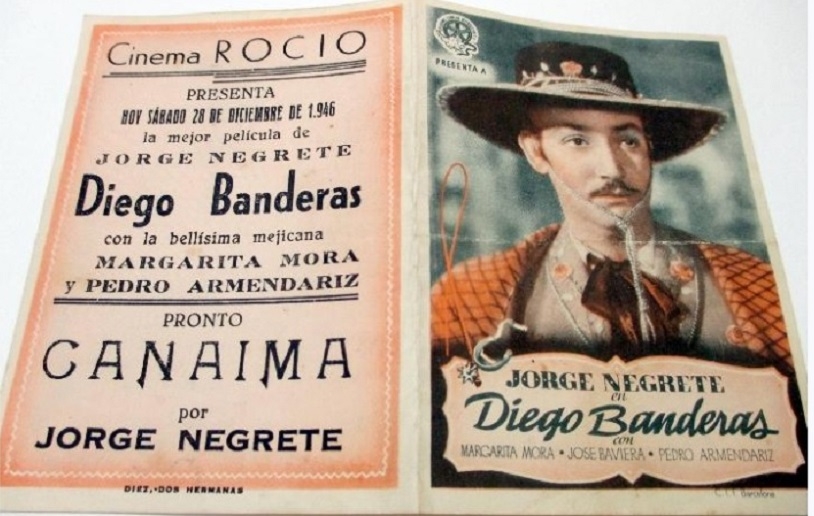 Cinema ROCIO
PRESENTA
HOY SÁBADO 28 DE DICIEMBRE DE 1.946
la mejor película de
JORGE NEGRETE
Diego Banderas
con la bellísima mejicana
MARGARITA MORA
y PEDRO ARMENDARIZ
PRONTO
CANAIMA
por
JORGE NEGRETE
DIEZ.-DOS HERMANAS
PRESENTA A
JORGE NEGRETE
en
Diego Banderas
con
MARGARITA MORA • JOSE BAVIERA • PEDRO ARMENDARIZ
Barcelona